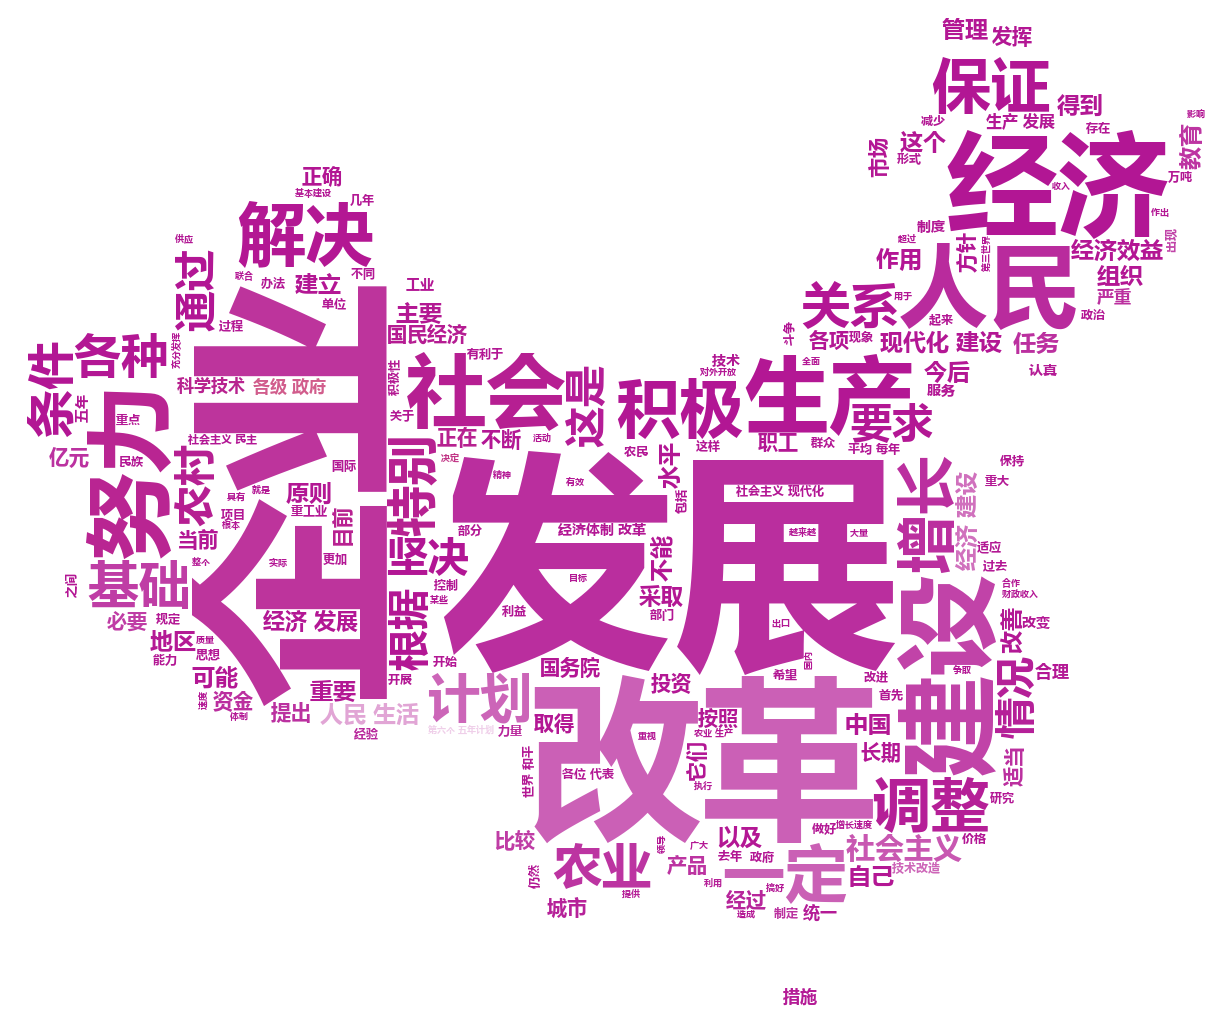 管理
发挥
保证
得到
影响
减少
生产 发展
存在
这个
教育
市场
形式
经济
万吨
收入
正确
基本建设
几年
解决
作出
制度
供应
超过
方针
第三世界
出现
人民
经济效益
作用
通过
联合
办法
建立
不同
工业
组织
关系
用于
严重
单位
主要
过程
起来
政治
国民经济
斗争
各项
现象
现代化 建设
任务
充分发挥
各种
条件
有利于
社会
技术
全面
生产
对外开放
今后
认真
积极性
科学技术
各级 政府
这是
积极
服务
五年
力
重点
关于
要求
社会主义 民主
正在
不断
活动
职工
群众
平均 每年
这样
农民
亿元
民族
农村
国际
特别
决定
水平
保持
努
企业
精神
有效
包括
社会主义 现代化
增长
经济 建设
重大
具有
就是
原则
重工业
项目
根本
目前
部分
经济体制 改革
越来越
大量
当前
发展
坚决
不能
适应
整个
实际
更加
过去
之间
基础
目标
控制
采取
合作
财政收入
某些
根据
利益
部门
建设
必要
规定
经济 发展
出口
改善
改变
地区
质量
思想
能力
开始
国务院
国内
争取
可能
开展
希望
改进
合理
情况
速度
资金
体制
重要
提出
人民 生活
计划
投资
首先
第六个 五年计划
力量
取得
改革
按照
中国
经验
农业 生产
重视
世界 和平
它们
长期
适当
各位 代表
执行
调整
研究
比较
以及
做好
增长速度
价格
领导
广大
农业
产品
去年
政府
社会主义
仍然
一定
自己
技术改造
利用
搞好
提供
城市
经过
造成
制定
统一
措施